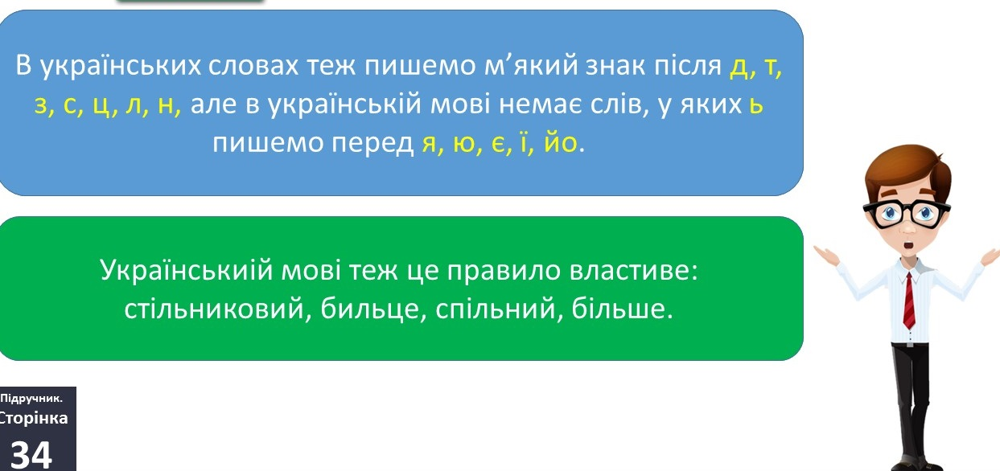 В українських словах теж пишемо м’який знак після д, т,
з, с, ц, л, н, але в українській мові немає слів, у яких ь
пишемо перед я, ю, є, ї, йо.
Українськиій мові теж це правило властиве:
стільниковий, бильце, спільний, більше.
Підручник.
Сторінка
34